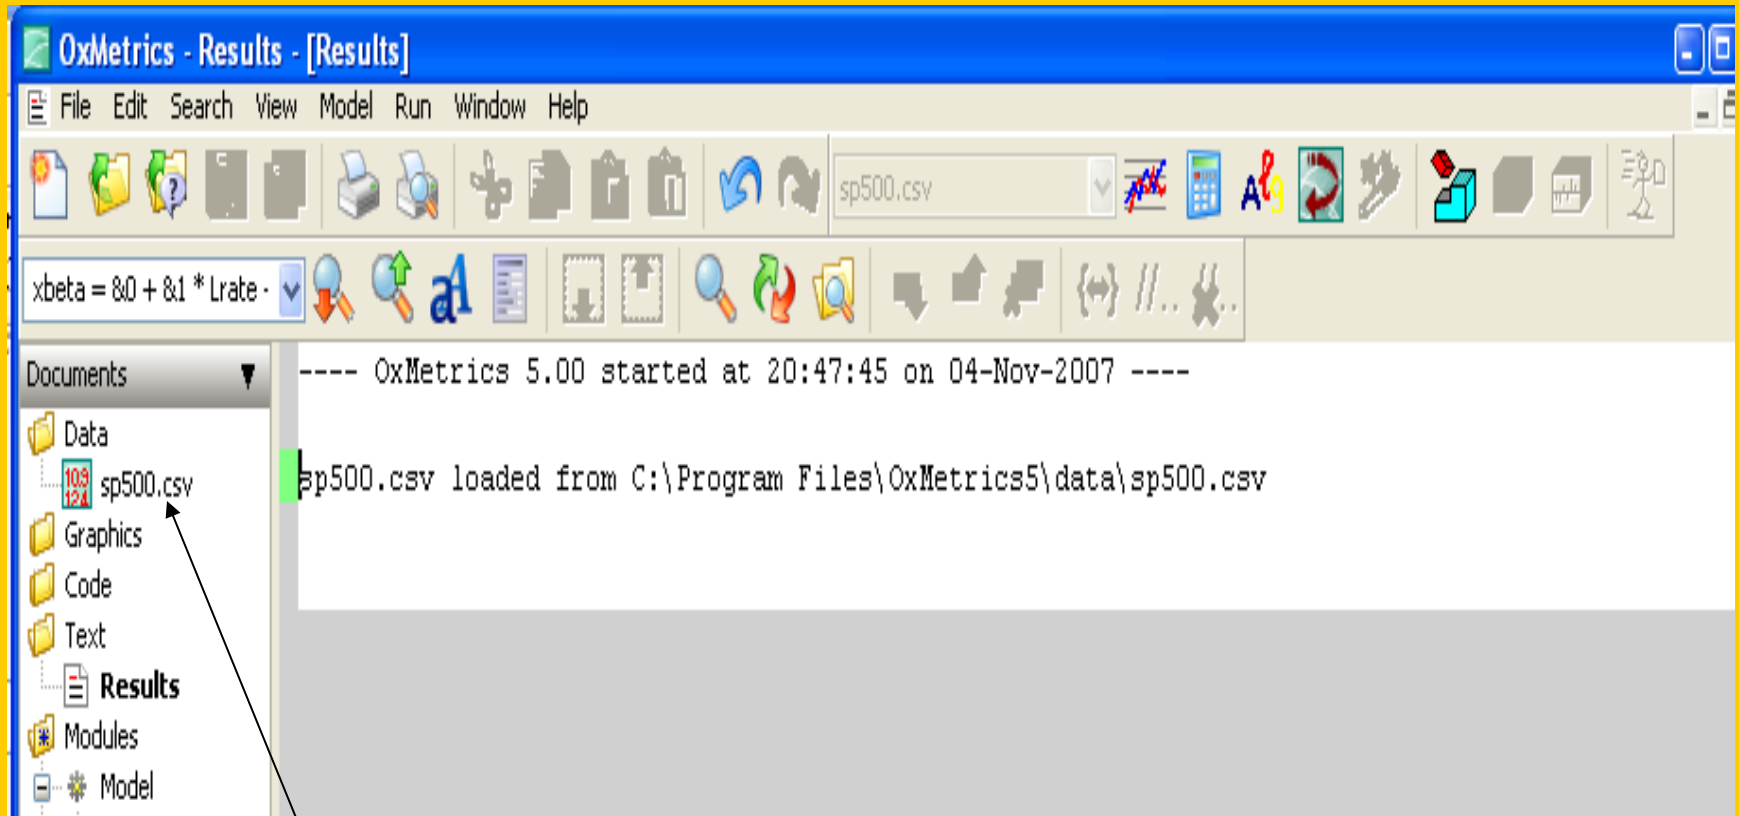 OxMetrics - Results - [Results]
File Edit Search View Model Run Window Help
sp500.csv
xbeta = &0 + &1 * Lrate -
Documents
---- OxMetrics 5.00 started at 20:47:45 on 04-Nov-2007 ----
Data
sp500.csv
sp500.csv loaded from C:\Program Files\OxMetrics5\data\sp500.csv
Graphics
Code
Text
Results
Modules
Model